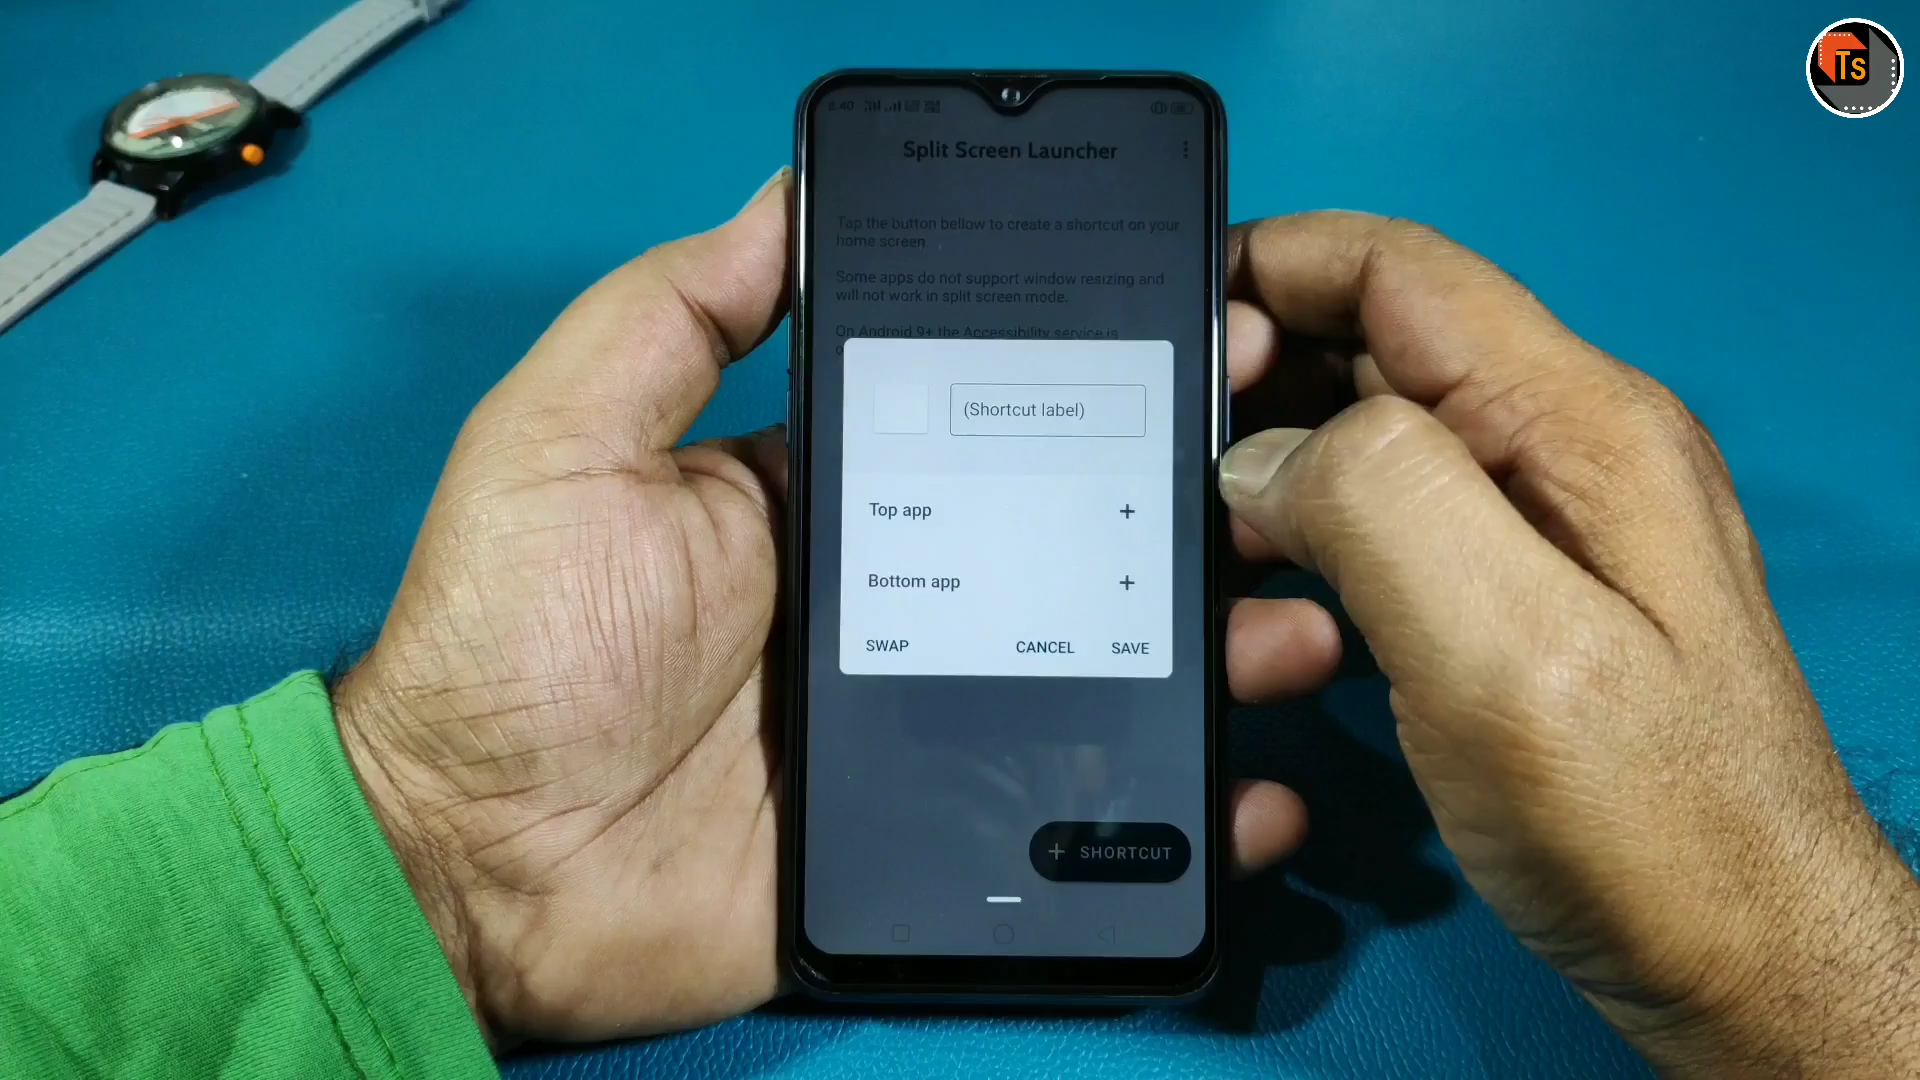 Ts
8:40
Split Screen Launcher
Tap the button bellow to create a shortcut on your
home screen.
Some apps do not support window resizing and
will not work in split screen mode.
On Android 9+ the Accessibility service is
(Shortcut label)
Top app +
Bottom app +
SWAP CANCEL SAVE
+ SHORTCUT